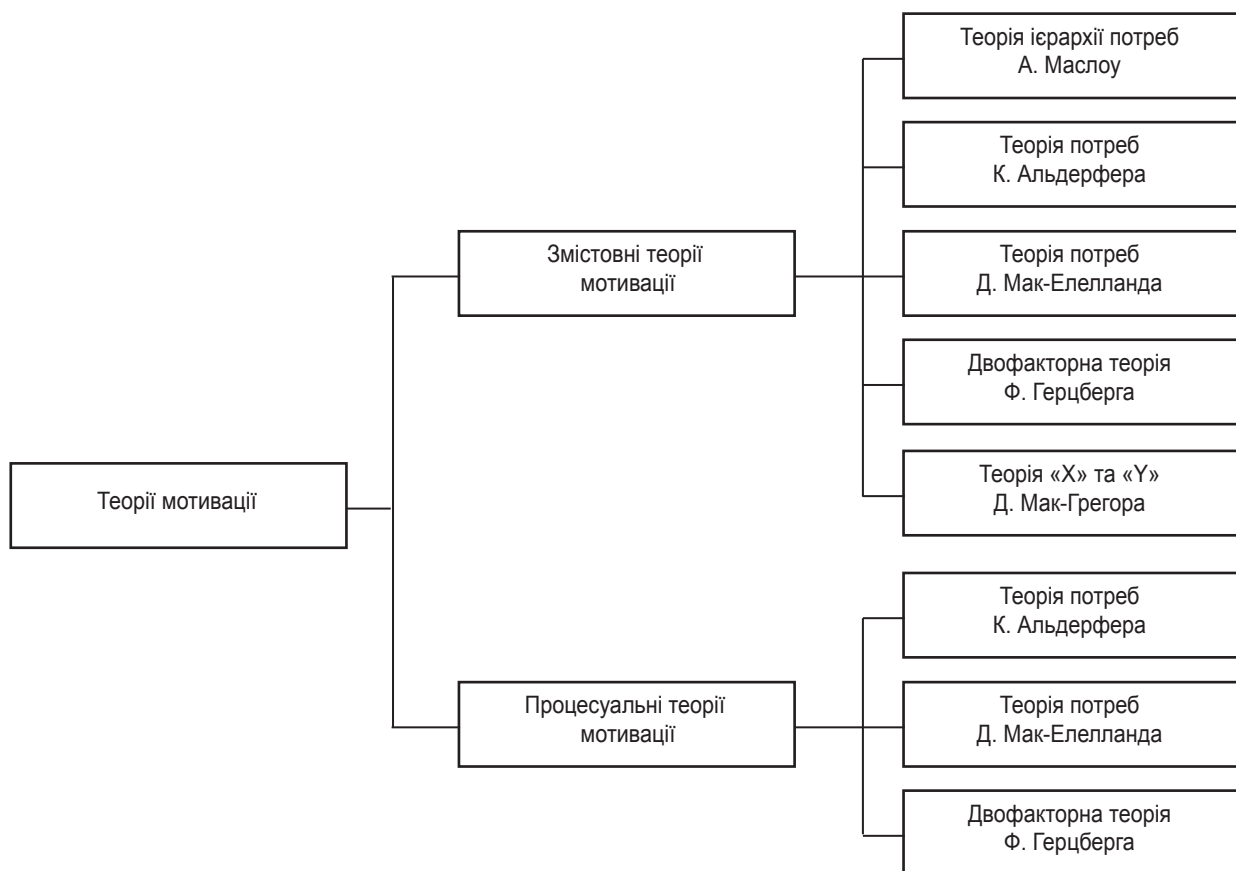 Теорії мотивації
Змістовні теорії
мотивації
Теорія ієрархії потреб
А. Маслоу
Теорія потреб
К. Альдерфера
Теорія потреб
Д. Мак-Елелланда
Двофакторна теорія
Ф. Герцберга
Теорія «X» та «Y»
Д. Мак-Грегора
Процесуальні теорії
мотивації
Теорія потреб
К. Альдерфера
Теорія потреб
Д. Мак-Елелланда
Двофакторна теорія
Ф. Герцберга